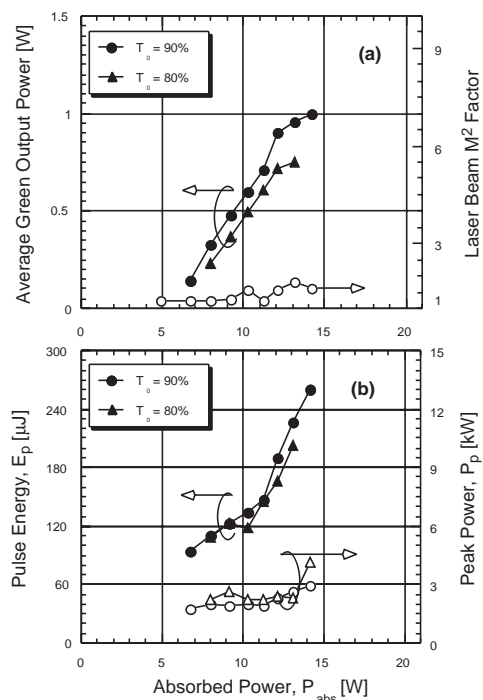 Average Green Output Power [W]
1.5
1
0.5
0
T0 = 90%
T0 = 80%
(a)
9
6
3
1
Laser Beam M² Factor
0 5 10 15 20
Pulse Energy, Ep [μJ]
300
240
180
120
60
0
T0 = 90%
T0 = 80%
(b)
15
12
9
6
3
0
Peak Power, Pp [kW]
0 5 10 15 20
Absorbed Power, Pabs [W]